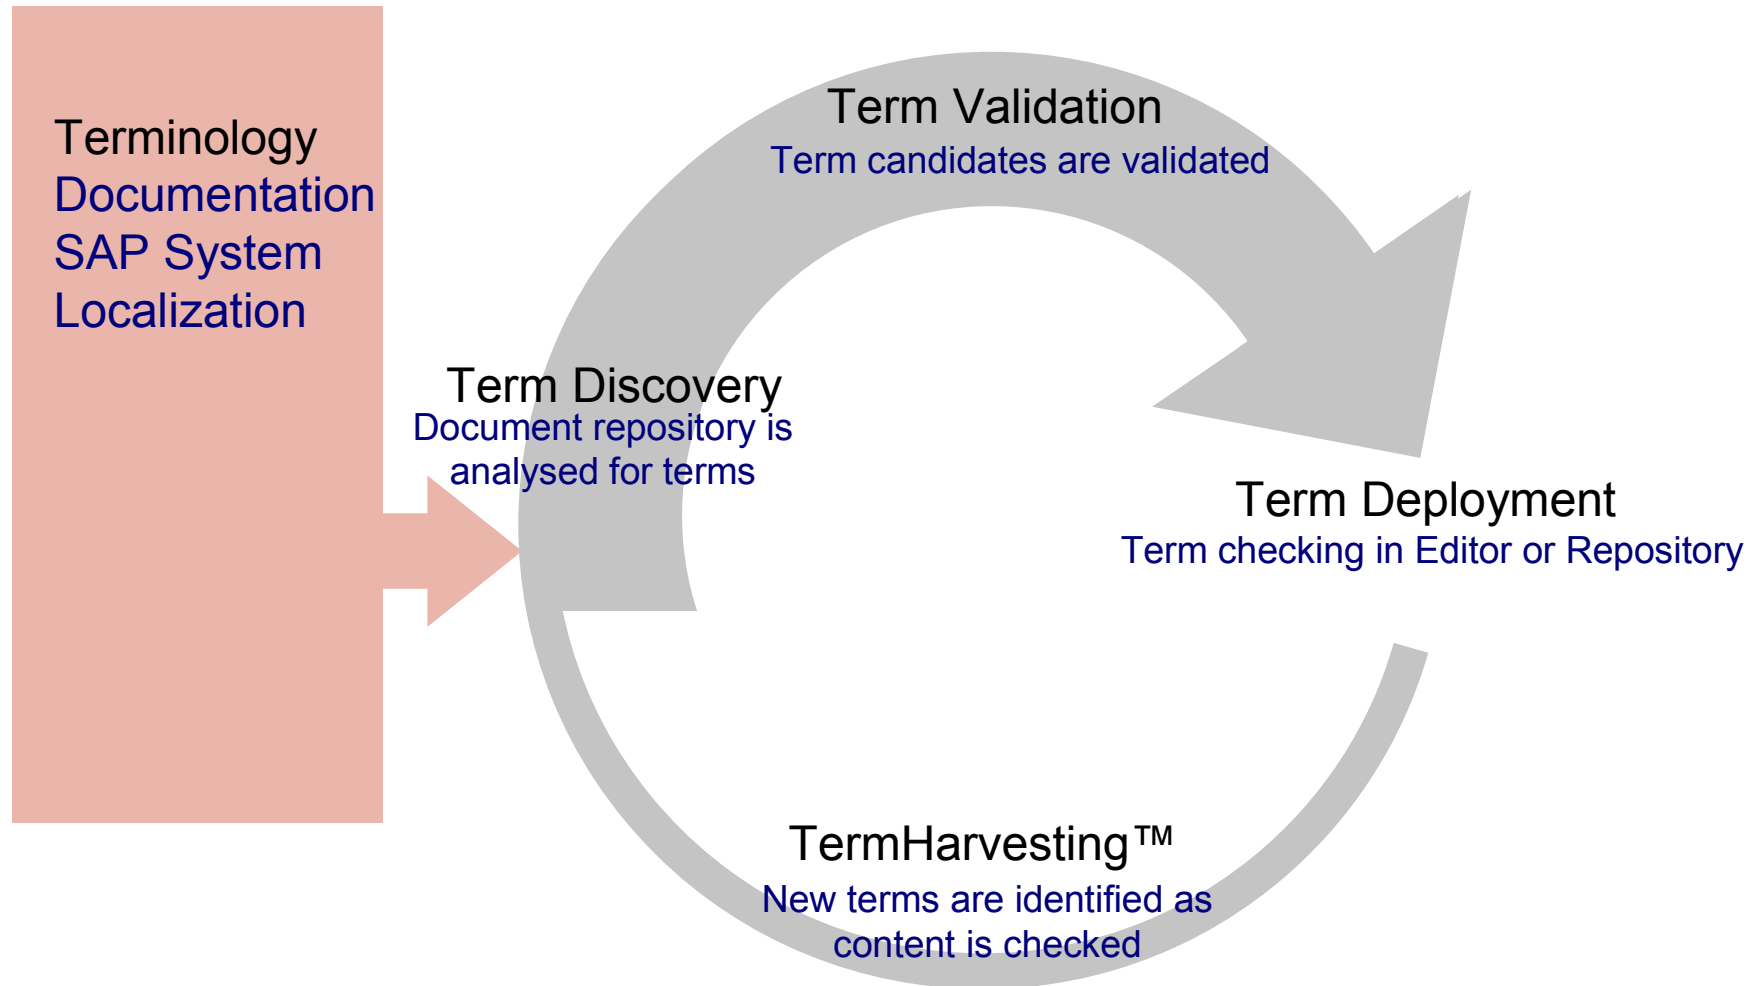 Terminology
Documentation
SAP System
Localization
Term Validation
Term candidates are validated
Term Discovery
Document repository is
analysed for terms
Term Deployment
Term checking in Editor or Repository
TermHarvesting™
New terms are identified as
content is checked